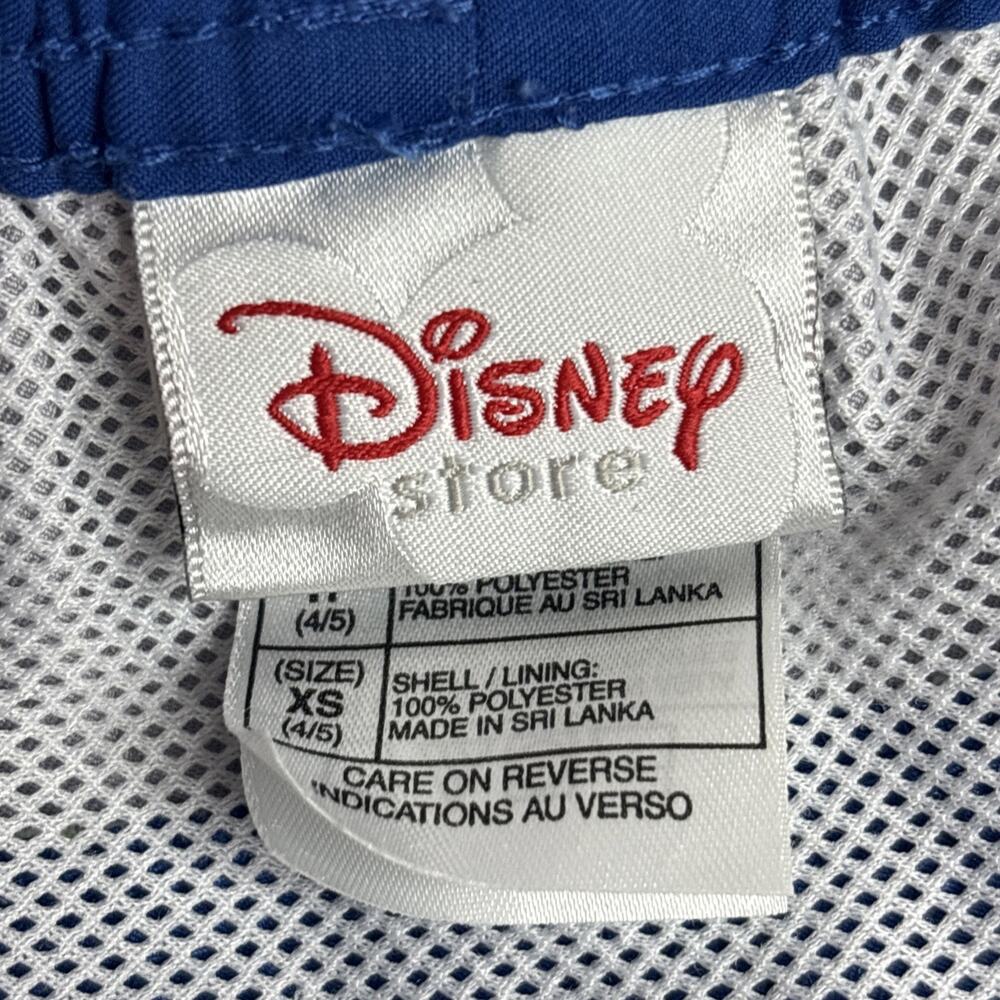 Disney
store
(4/5)
100% POLYESTER
FABRIQUE AU SRI LANKA
(SIZE)
XS
(4/5)
SHELL / LINING:
100% POLYESTER
MADE IN SRI LANKA
CARE ON REVERSE
INDICATIONS AU VERSO